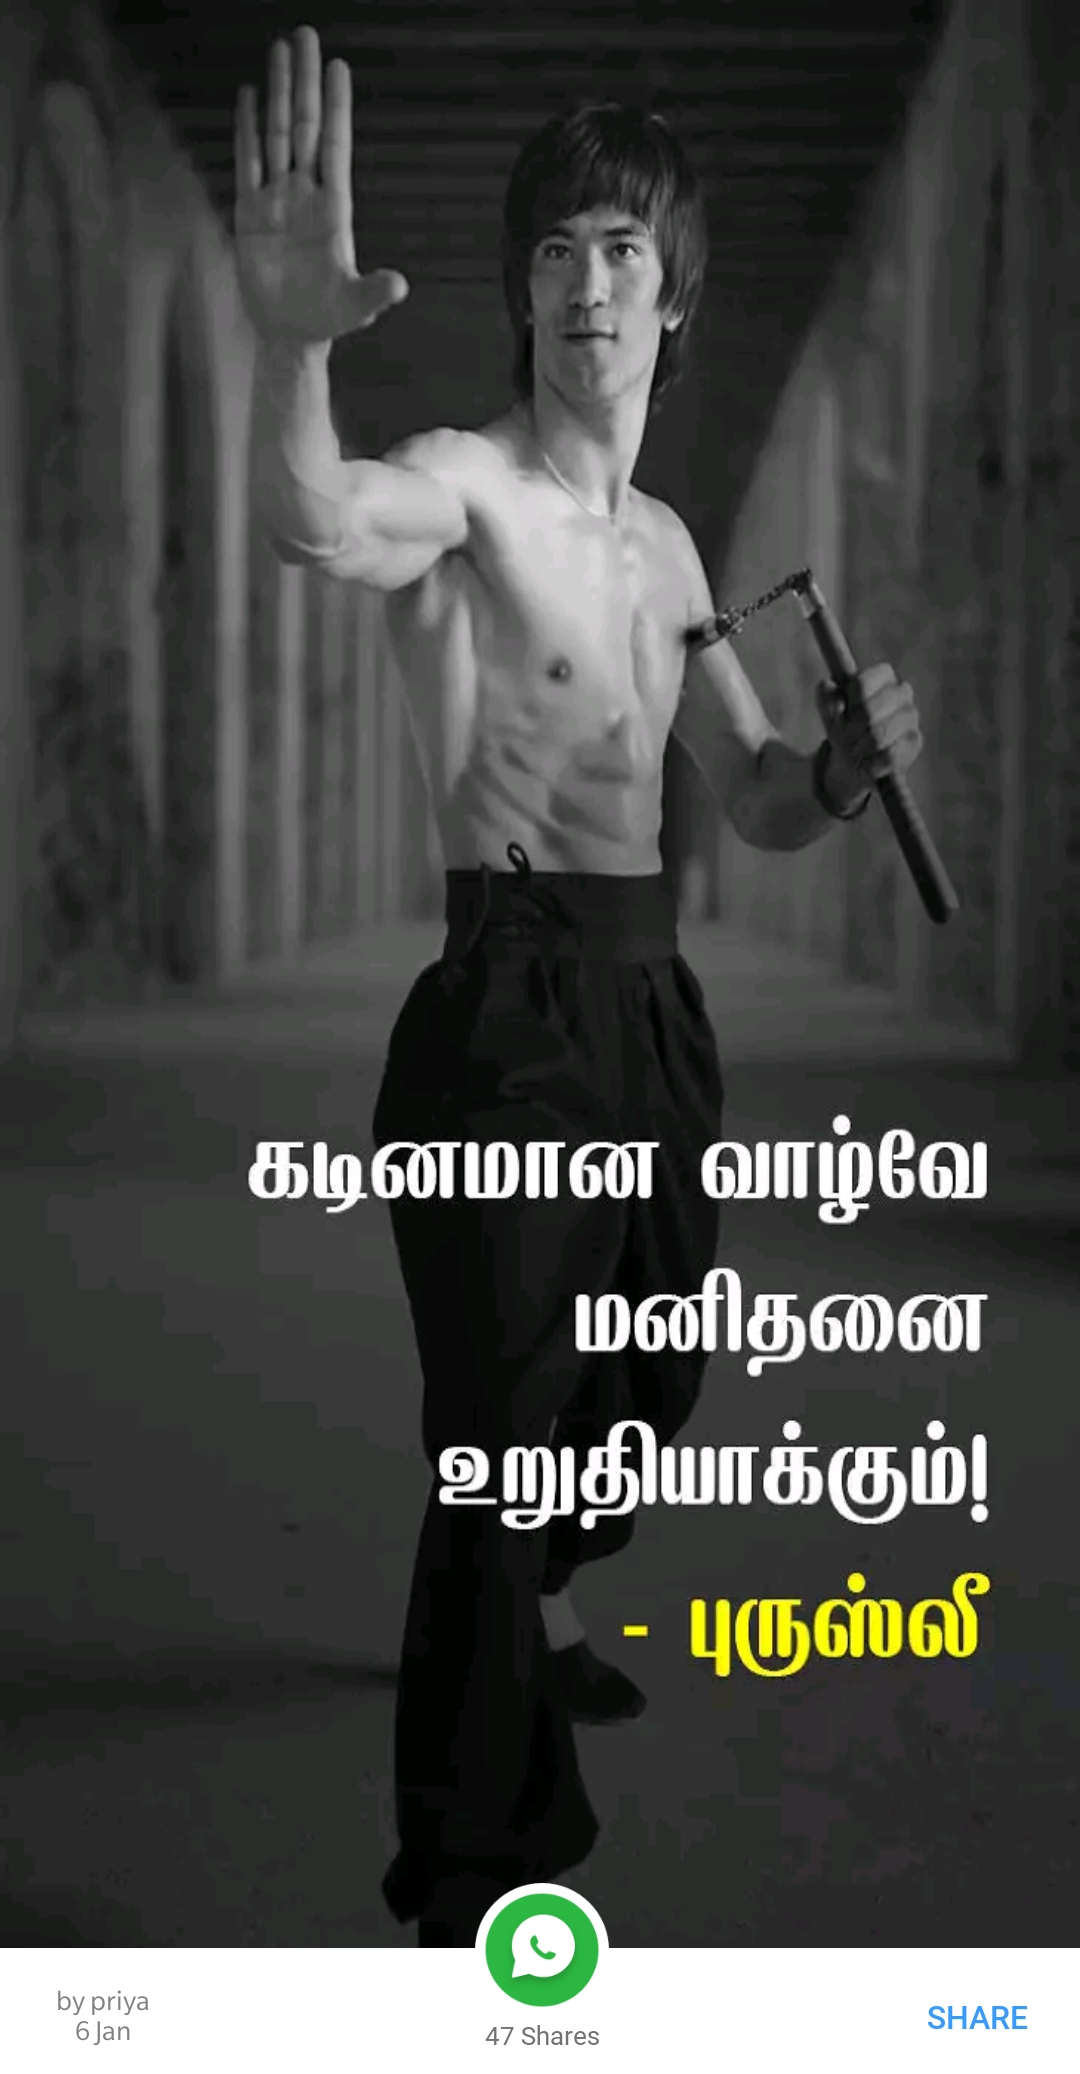 கடினமான வாழ்வே
மனிதனை
உறுதியாக்கும்!
- புருஸ்லீ
by priya
6 Jan
47 Shares
SHARE